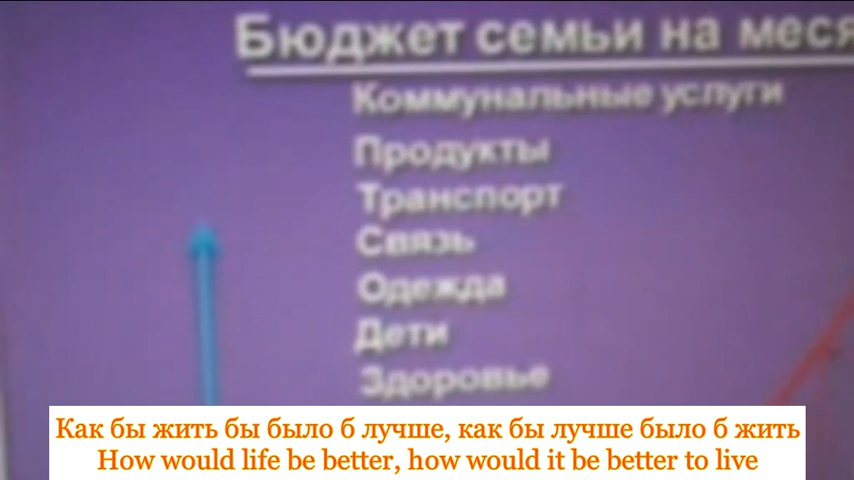 Бюджет семьи на меся
Коммунальные услуги
Продукты
Транспорт
Связь
Одежда
Дети
Здоровье
Как бы жить бы было б лучше, как бы лучше было б жить
How would life be better, how would it be better to live